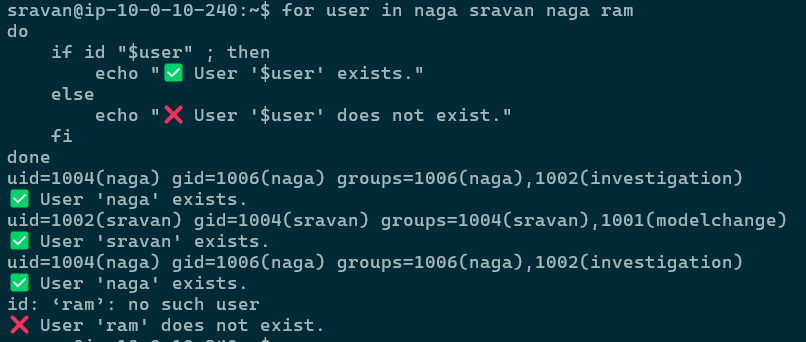 sravan@ip-10-0-10-240:~$ for user in naga sravan naga ram
do
    if id "$user" ; then
        echo "✅ User '$user' exists."
    else
        echo "❌ User '$user' does not exist."
    fi
done
uid=1004(naga) gid=1006(naga) groups=1006(naga),1002(investigation)
✅ User 'naga' exists.
uid=1002(sravan) gid=1004(sravan) groups=1004(sravan),1001(modelchange)
✅ User 'sravan' exists.
uid=1004(naga) gid=1006(naga) groups=1006(naga),1002(investigation)
✅ User 'naga' exists.
id: ‘ram’: no such user
❌ User 'ram' does not exist.